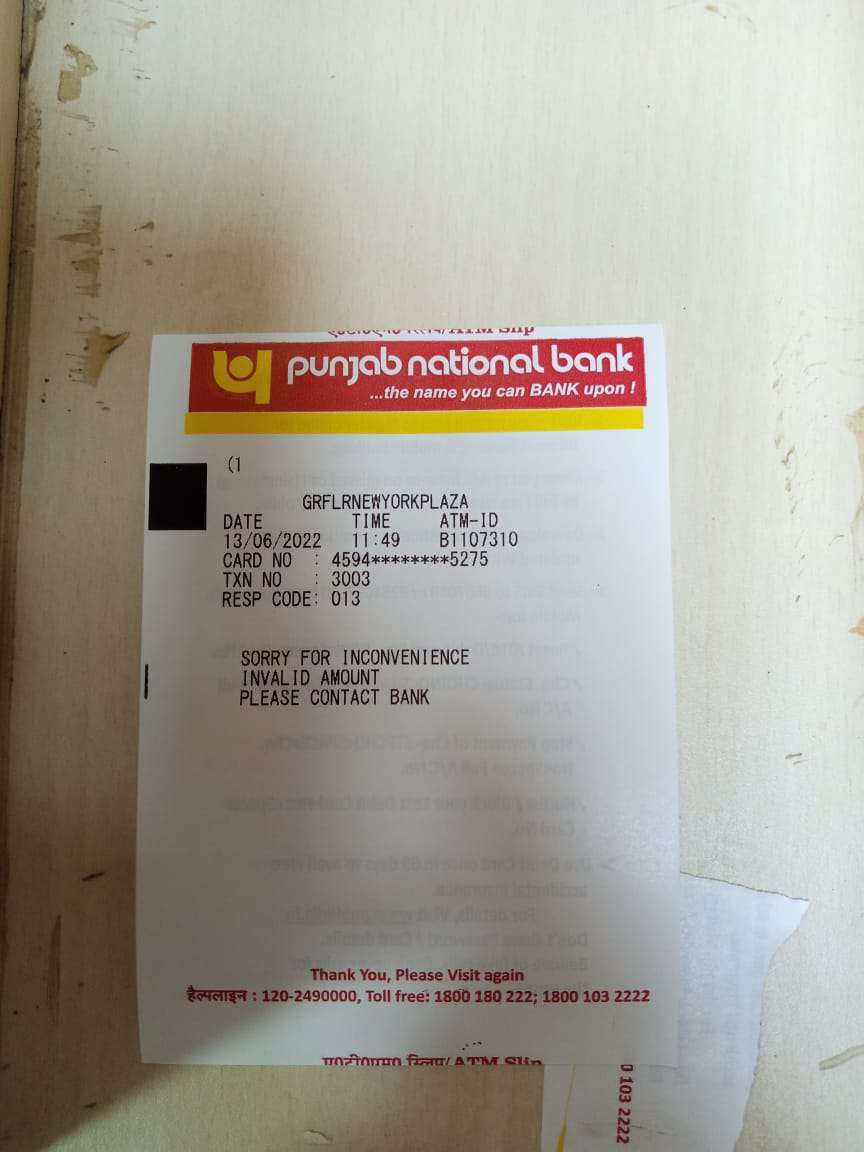 punjab national bank
...the name you can BANK upon !
(1
GRFLRNEWYORKPLAZA
DATE TIME ATM-ID
13/06/2022 11:49 B1107310
CARD NO : 4594********5275
TXN NO : 3003
RESP CODE: 013
SORRY FOR INCONVENIENCE
INVALID AMOUNT
PLEASE CONTACT BANK
Thank You, Please Visit again
हैल्पलाइन : 120-2490000, Toll free: 1800 180 222; 1800 103 2222
ए०टी०एम० स्लिप/ ATM Slip
0 103 2222